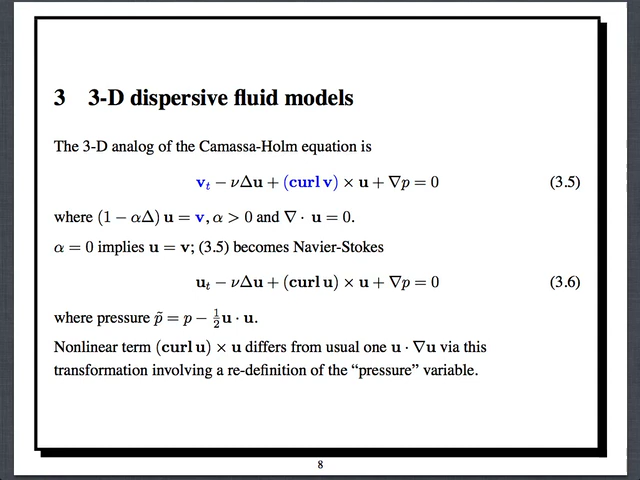 3 3-D dispersive fluid models
The 3-D analog of the Camassa-Holm equation is
v_t − νΔu + (curl v) × u + ∇p = 0 (3.5)
where (1 − αΔ) u = v, α > 0 and ∇ · u = 0.
α = 0 implies u = v; (3.5) becomes Navier-Stokes
u_t − νΔu + (curl u) × u + ∇p = 0 (3.6)
where pressure p̃ = p − ½u · u.
Nonlinear term (curl u) × u differs from usual one u · ∇u via this
transformation involving a re-definition of the “pressure” variable.
8